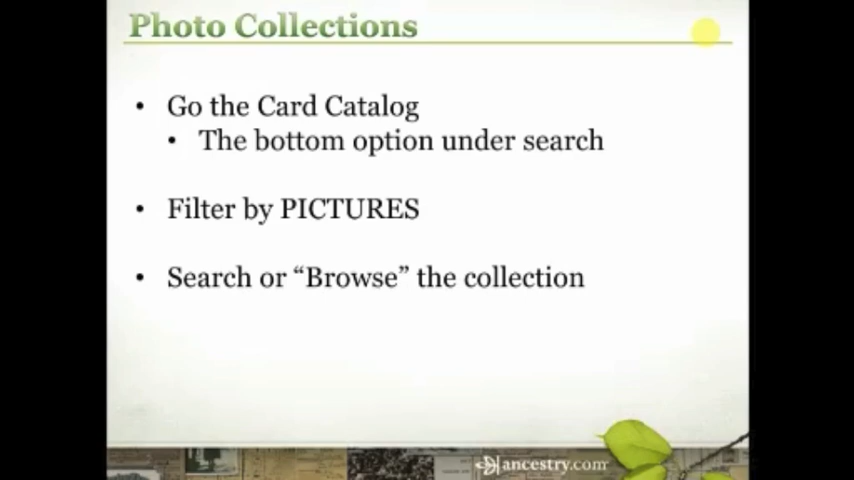 Photo Collections
• Go the Card Catalog
• The bottom option under search
• Filter by PICTURES
• Search or “Browse” the collection
ancestry.com